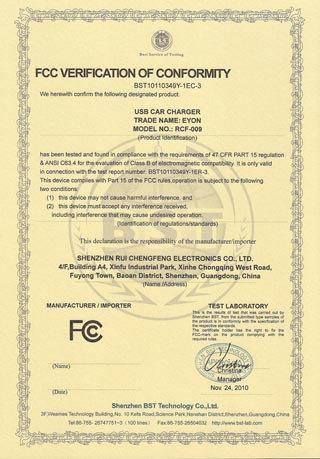 Best Service of Testing
FCC VERIFICATION OF CONFORMITY
BST10110349Y-1EC-3
We herewith confirm the following designated product:
USB CAR CHARGER
TRADE NAME: EYON
MODEL NO.: RCF-009
(Product Identification)
has been tested and found in compliance with the requirements of 47 CFR PART 15 regulation
& ANSI C63.4 for the evaluation of Class B of electromagnetic compatibility. It is only valid
in connection with the test report number: BST10110349Y-1ER-3.
This device complies with Part 15 of the FCC rules,operation is subject to the following
two conditions:
(1) this device may not cause harmful interference, and
(2) this device must accept any interference received,
including interference that may cause undesired operation.
(Identification of regulations/standards)
This declaration is the responsibility of the manufacturer/importer
SHENZHEN RUI CHENGFENG ELECTRONICS CO., LTD.
4/F,Building A4, Xinfu Industrial Park, Xinhe Chongqing West Road,
Fuyong Town, Baoan District, Shenzhen, Guangdong, China
(Name/Address)
MANUFACTURER / IMPORTER
FCC
(Name)
(Date)
TEST LABORATORY
This is the results of test that was carried out by
Shenzhen BST from the submitted type samples of
the product is in conformity with the specification of
the respective standards.
The certificate holder has the right to fix the
FCC-mark on the product complying with the
required rules.
Christina
Manager
Nov. 24, 2010
Shenzhen BST Technology Co.,Ltd.
3F,Weames Technology Building,No. 10 Kefa Road,Science Park,Nanshan District,Shenzhen,Guangdong,China
Tel:86-755- 26747751~3 (100 lines) Fax:86-755-26504032 http://www.bst-lab.com